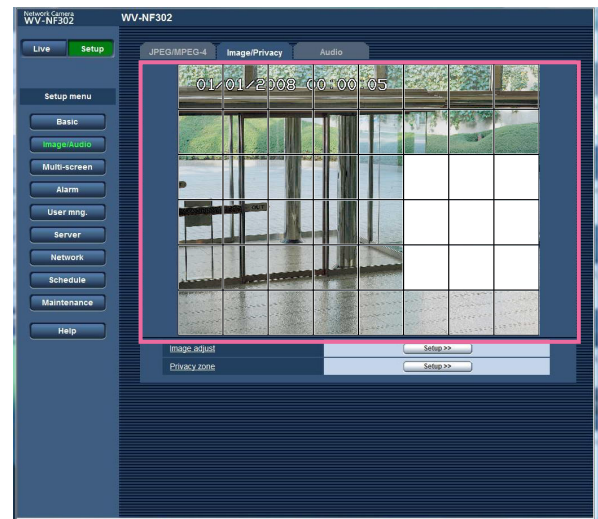 Network Camera
WV-NF302
WV-NF302
Live
Setup
JPEG/MPEG-4
Image/Privacy
Audio
01/01/2008 00:00:05
Setup menu
Basic
Image/Audio
Multi-screen
Alarm
User mng.
Server
Network
Schedule
Maintenance
Help
Image adjust
Setup >>
Privacy zone
Setup >>